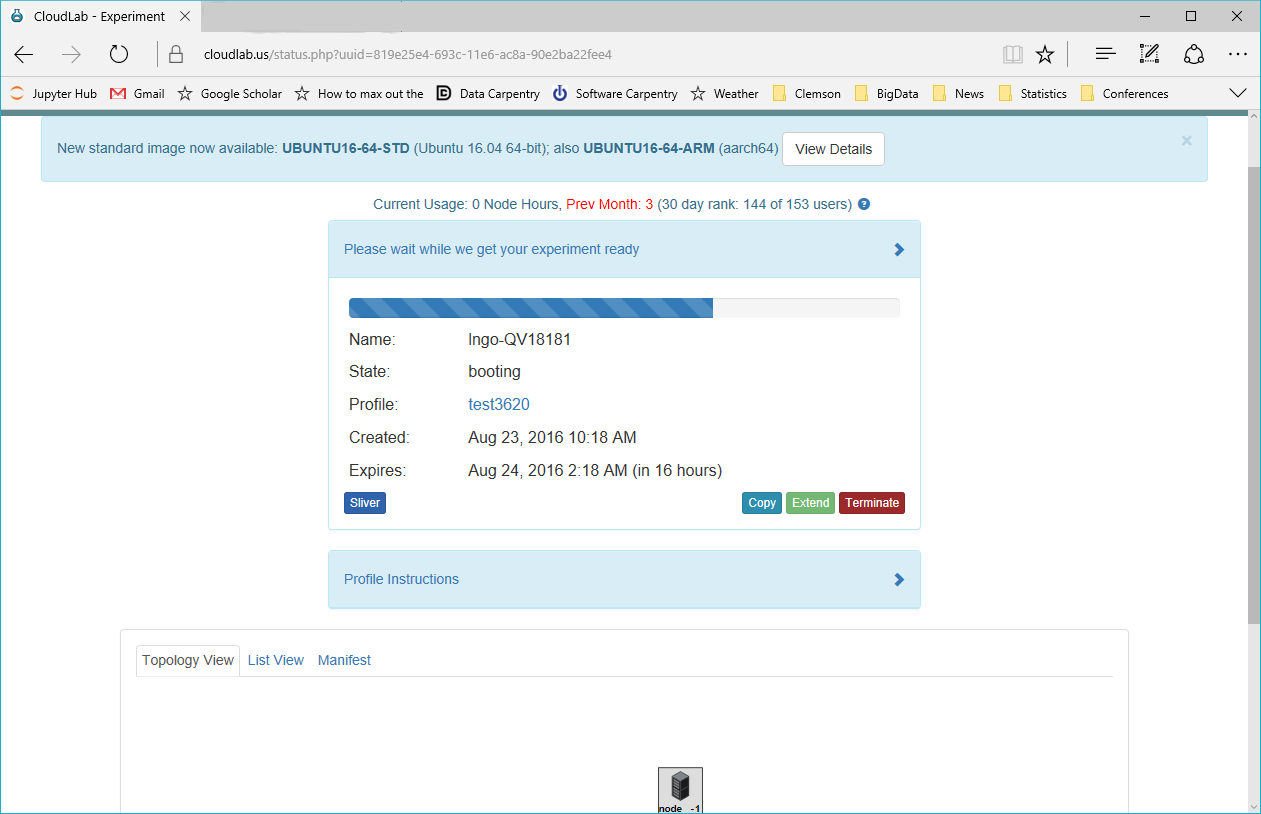 CloudLab - Experiment
cloudlab.us/status.php?uuid=819e25e4-693c-11e6-ac8a-90e2ba22fee4
Jupyter Hub Gmail Google Scholar How to max out the Data Carpentry Software Carpentry Weather Clemson BigData News Statistics Conferences
New standard image now available: UBUNTU16-64-STD (Ubuntu 16.04 64-bit); also UBUNTU16-64-ARM (aarch64) View Details
Current Usage: 0 Node Hours, Prev Month: 3 (30 day rank: 144 of 153 users)
Please wait while we get your experiment ready
Name: lngo-QV18181
State: booting
Profile: test3620
Created: Aug 23, 2016 10:18 AM
Expires: Aug 24, 2016 2:18 AM (in 16 hours)
Sliver Copy Extend Terminate
Profile Instructions
Topology View List View Manifest
node -1